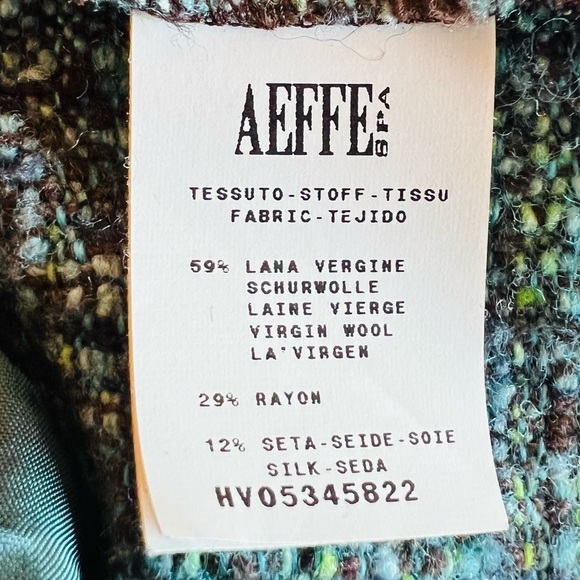 AEFFE SPA
TESSUTO-STOFF-TISSU
FABRIC-TEJIDO
59% LANA VERGINE
SCHURWOLLE
LAINE VIERGE
VIRGIN WOOL
LA'VIRGEN
29% RAYON
12% SETA-SEIDE-SOIE
SILK-SEDA
HV05345822